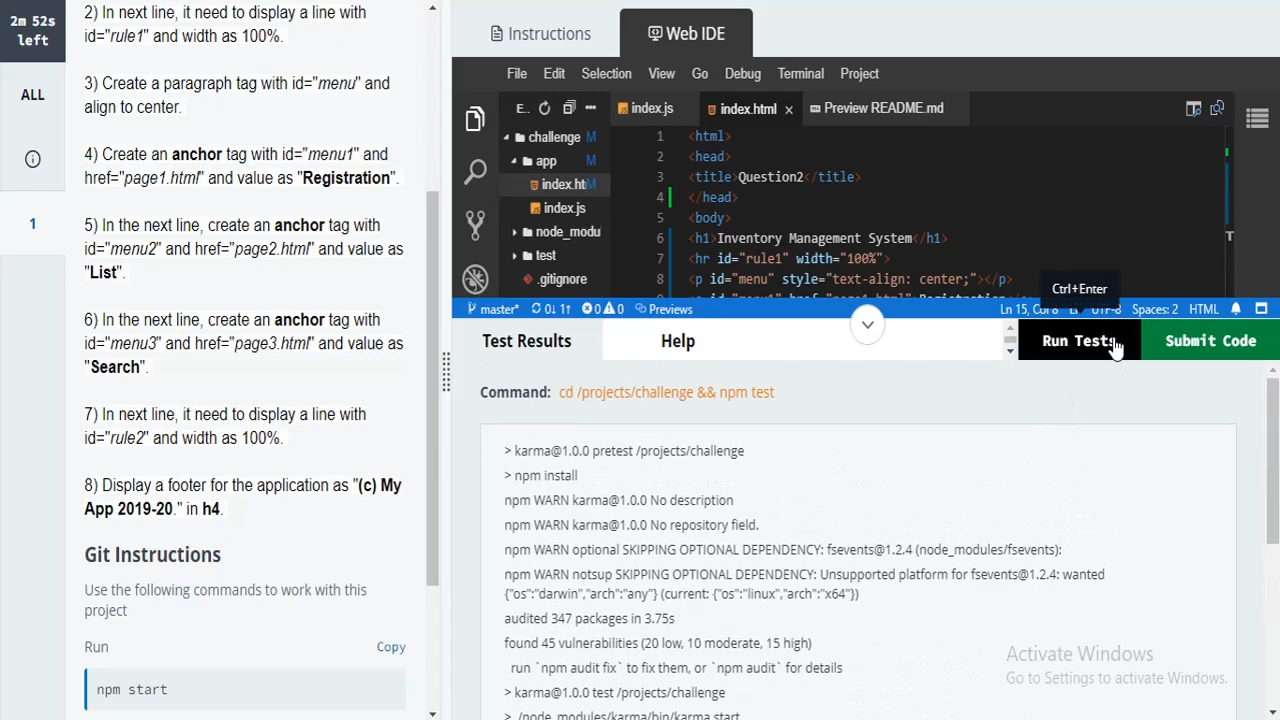 2m 52s
left
ALL
1
2) In next line, it need to display a line with
id="rule1" and width as 100%.
3) Create a paragraph tag with id="menu" and
align to center.
4) Create an anchor tag with id="menu1" and
href="page1.html" and value as "Registration".
5) In the next line, create an anchor tag with
id="menu2" and href="page2.html" and value as
"List".
6) In the next line, create an anchor tag with
id="menu3" and href="page3.html" and value as
"Search".
7) In next line, it need to display a line with
id="rule2" and width as 100%.
8) Display a footer for the application as "(c) My
App 2019-20." in h4.
Git Instructions
Use the following commands to work with this
project
Run Copy
npm start
Instructions Web IDE
File Edit Selection View Go Debug Terminal Project
E.. index.js index.html × Preview README.md
challenge M
app M
index.ht M
index.js
node_modu
test
.gitignore
1 <html>
2 <head>
3 <title>Question2</title>
4 </head>
5 <body>
6 <h1>Inventory Management System</h1>
7 <hr id="rule1" width="100%">
8 <p id="menu" style="text-align: center;"></p>
Ctrl+Enter
master* 0↓ 1↑ 0 0 Previews Ln 15, Col 8 UTF-8 Spaces: 2 HTML
Test Results Help Run Tests Submit Code
Command: cd /projects/challenge && npm test
> karma@1.0.0 pretest /projects/challenge
> npm install
npm WARN karma@1.0.0 No description
npm WARN karma@1.0.0 No repository field.
npm WARN optional SKIPPING OPTIONAL DEPENDENCY: fsevents@1.2.4 (node_modules/fsevents):
npm WARN notsup SKIPPING OPTIONAL DEPENDENCY: Unsupported platform for fsevents@1.2.4: wanted
{"os":"darwin","arch":"any"} (current: {"os":"linux","arch":"x64"})
audited 347 packages in 3.75s
found 45 vulnerabilities (20 low, 10 moderate, 15 high)
run `npm audit fix` to fix them, or `npm audit` for details
> karma@1.0.0 test /projects/challenge
> ./node_modules/karma/bin/karma start
Activate Windows
Go to Settings to activate Windows.